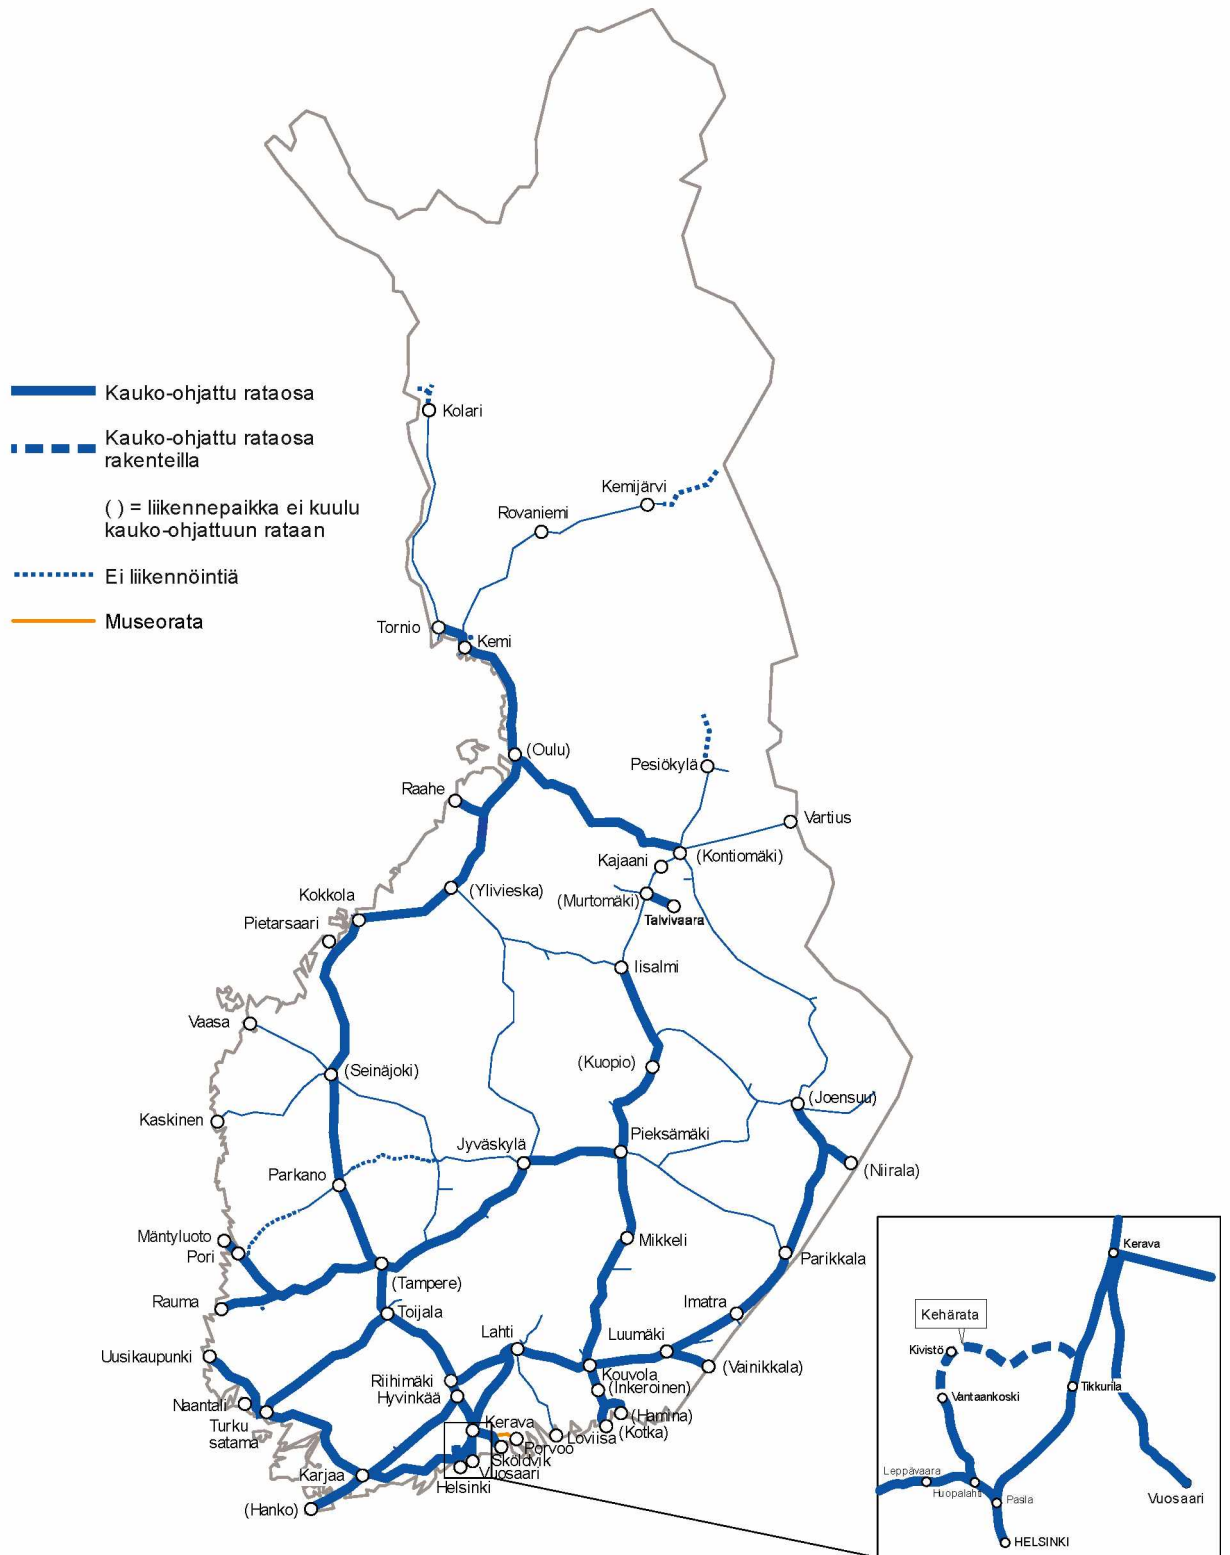 Kauko-ohjattu rataosa
Kauko-ohjattu rataosa
rakenteilla
( ) = liikennepaikka ei kuulu
kauko-ohjattuun rataan
Ei liikennöintiä
Museorata
Kolari
Kemijärvi
Rovaniemi
Tornio
Kemi
(Oulu)
Pesiökylä
Raahe
Vartius
Kajaani
(Kontiomäki)
(Ylivieska)
(Murtomäki)
Talvivaara
Kokkola
Pietarsaari
Iisalmi
Vaasa
(Kuopio)
(Seinäjoki)
(Joensuu)
Kaskinen
Jyväskylä
Pieksämäki
Parkano
(Niirala)
Mäntyluoto
Pori
Mikkeli
Parikkala
(Tampere)
Rauma
Toijala
Imatra
Lahti
Luumäki
Uusikaupunki
Kouvola
(Vainikkala)
Riihimäki
Hyvinkää
(Inkeroinen)
Naantali
Turku
satama
(Hamina)
(Kotka)
Kerava
Loviisa
Porvoo
Sköldvik
Vuosaari
Helsinki
Karjaa
(Hanko)
Kerava
Kehärata
Kivistö
Tikkurila
Vantaankoski
Leppävaara
Huopalahti
Pasila
Vuosaari
HELSINKI